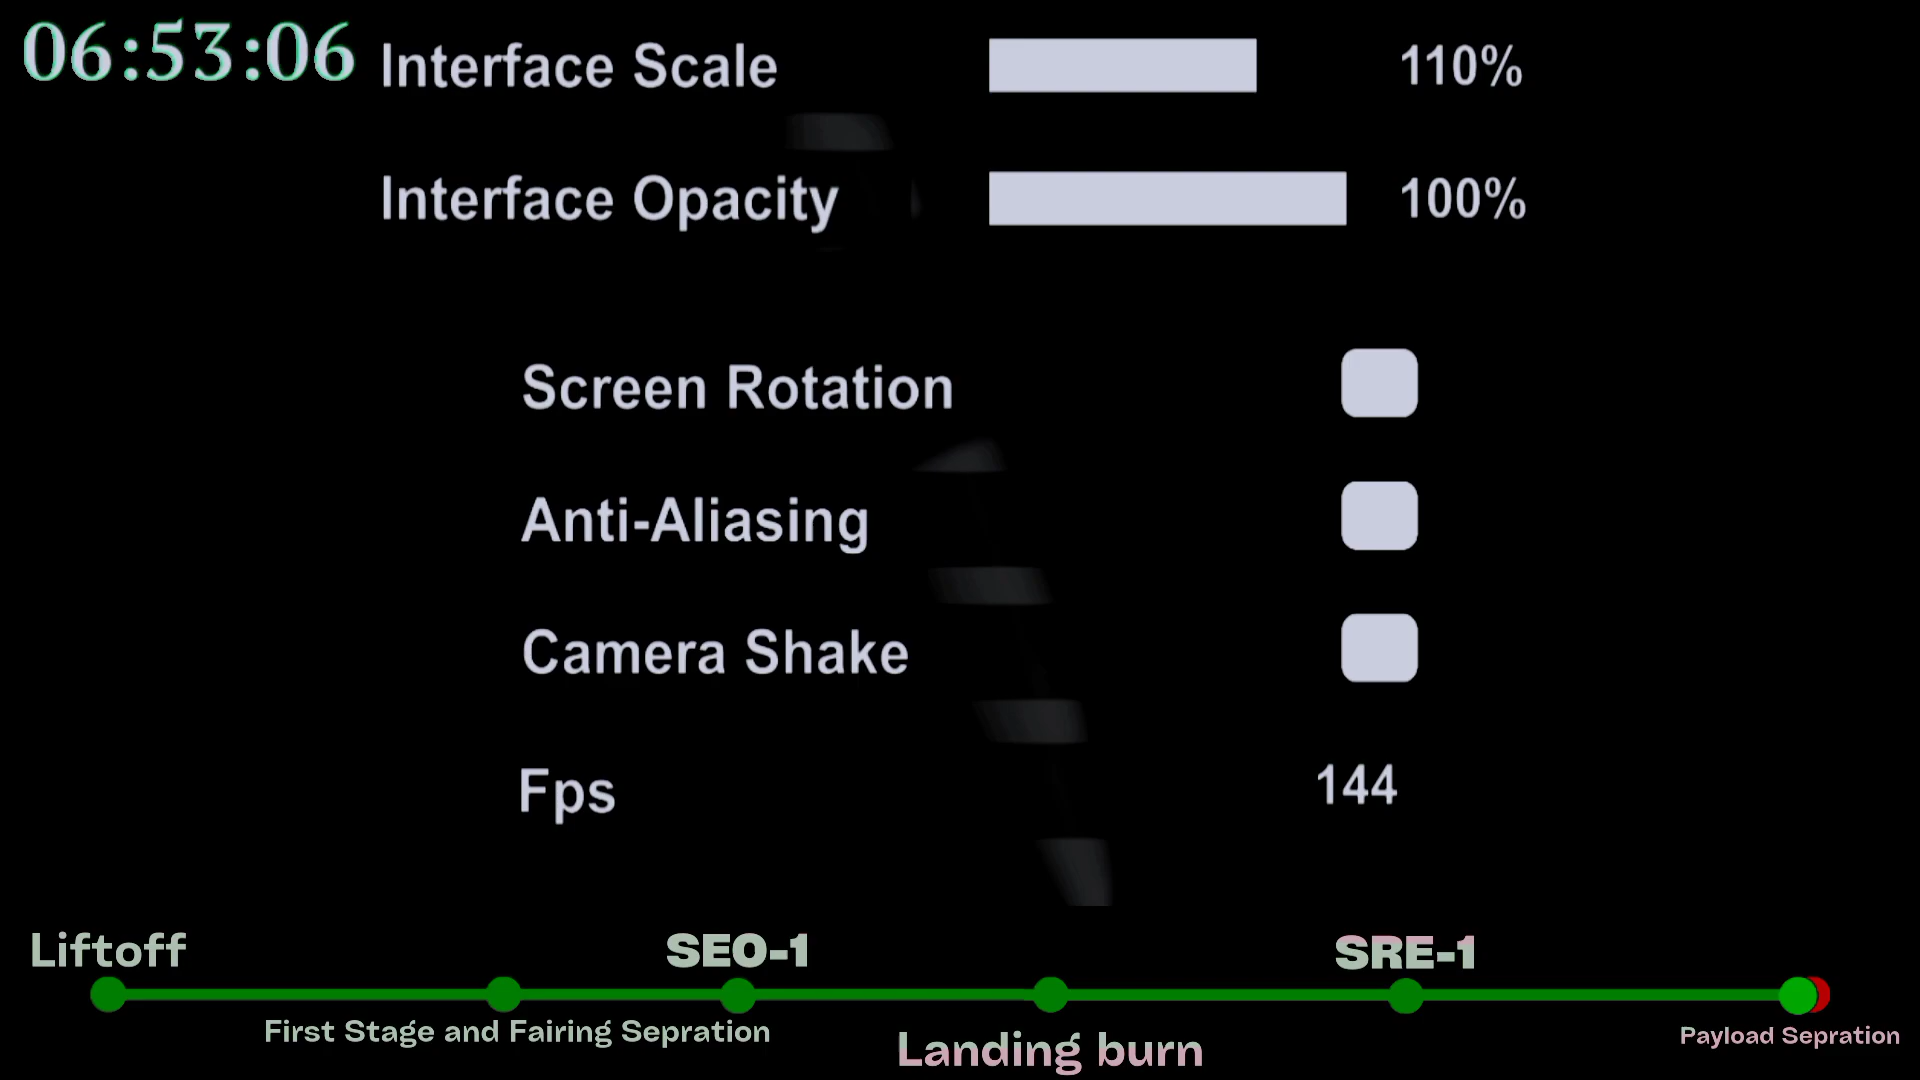 06:53:06
Interface Scale 110%
Interface Opacity 100%
Screen Rotation
Anti-Aliasing
Camera Shake
Fps 144
Liftoff SEO-1 SRE-1
First Stage and Fairing Sepration
Landing burn
Payload Sepration